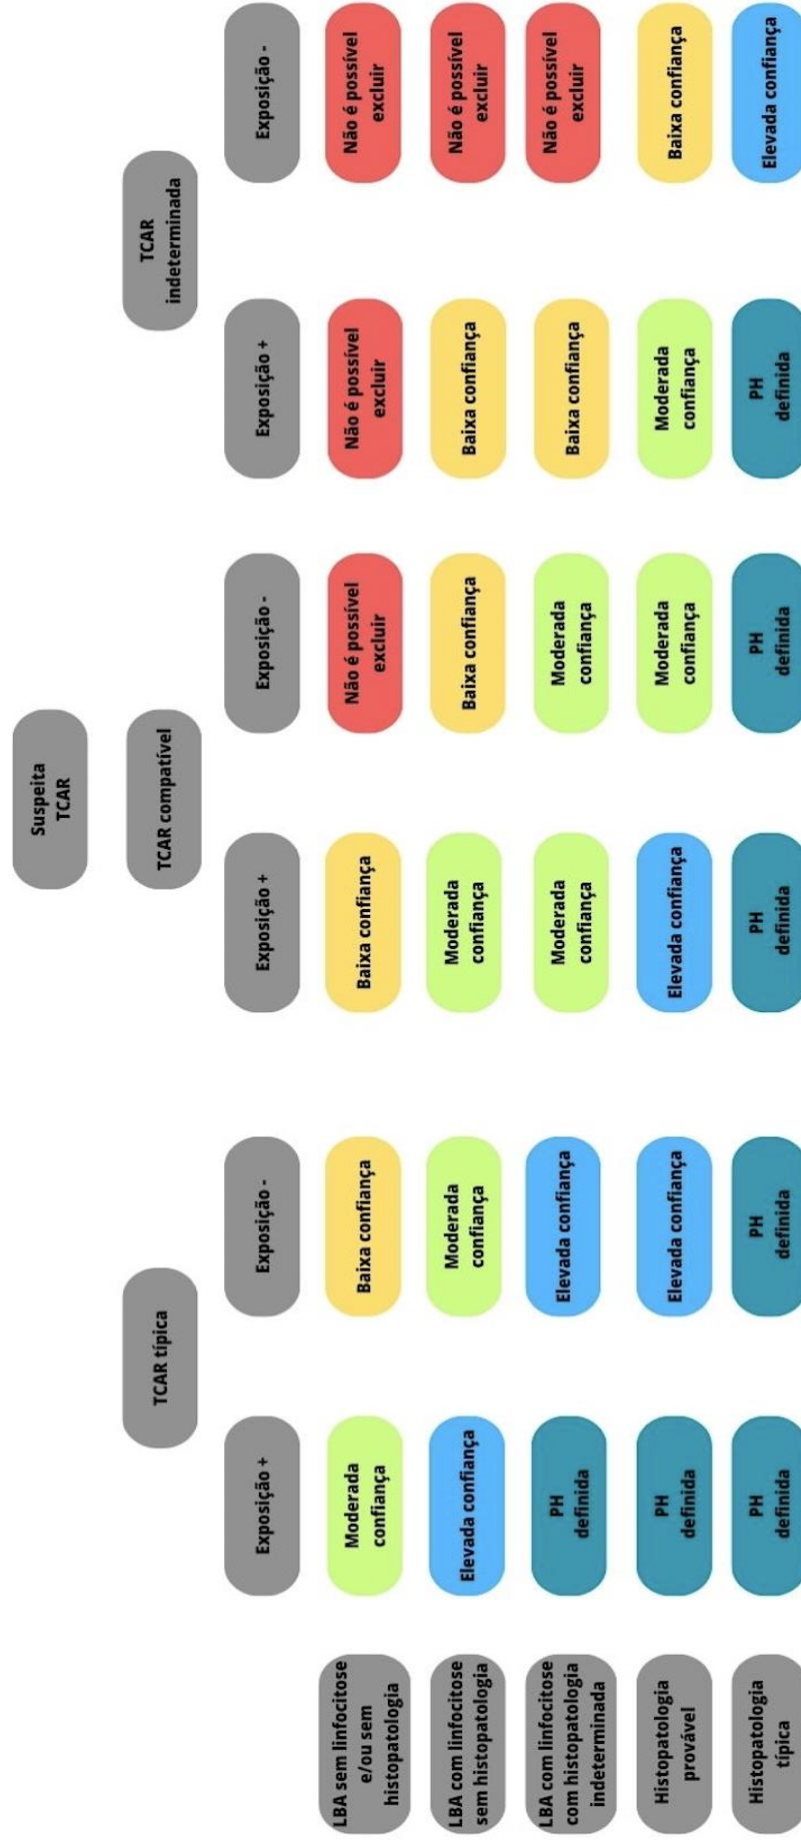 Suspeita
TCAR
TCAR típica
TCAR compatível
TCAR
indeterminada
Exposição +
Exposição -
Exposição +
Exposição -
Exposição +
Exposição -
LBA sem linfocitose
e/ou sem
histopatologia
Moderada
confiança
Baixa confiança
Baixa confiança
Não é possível
excluir
Não é possível
excluir
Não é possível
excluir
LBA com linfocitose
sem histopatologia
Elevada confiança
Moderada
confiança
Moderada
confiança
Baixa confiança
Baixa confiança
Não é possível
excluir
LBA com linfocitose
com histopatologia
indeterminada
PH
definida
Elevada confiança
Moderada
confiança
Moderada
confiança
Baixa confiança
Não é possível
excluir
Histopatologia
provável
PH
definida
Elevada confiança
Elevada confiança
Moderada
confiança
Moderada
confiança
Baixa confiança
Histopatologia
típica
PH
definida
PH
definida
PH
definida
PH
definida
PH
definida
Elevada confiança